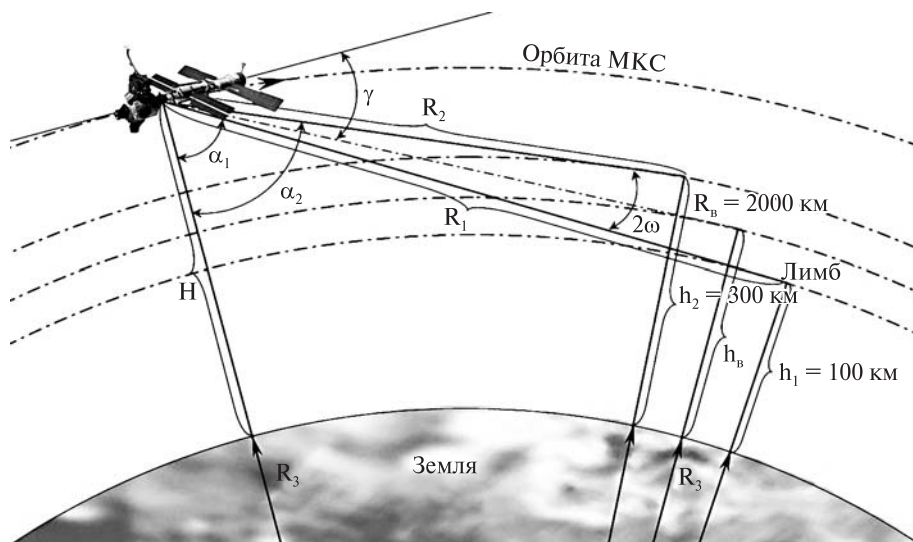 Орбита МКС
γ
R₂
α₁
α₂
Rв = 2000 км
R₁
2ω
Лимб
H
h₂ = 300 км
hв
h₁ = 100 км
Земля
R₃
R₃